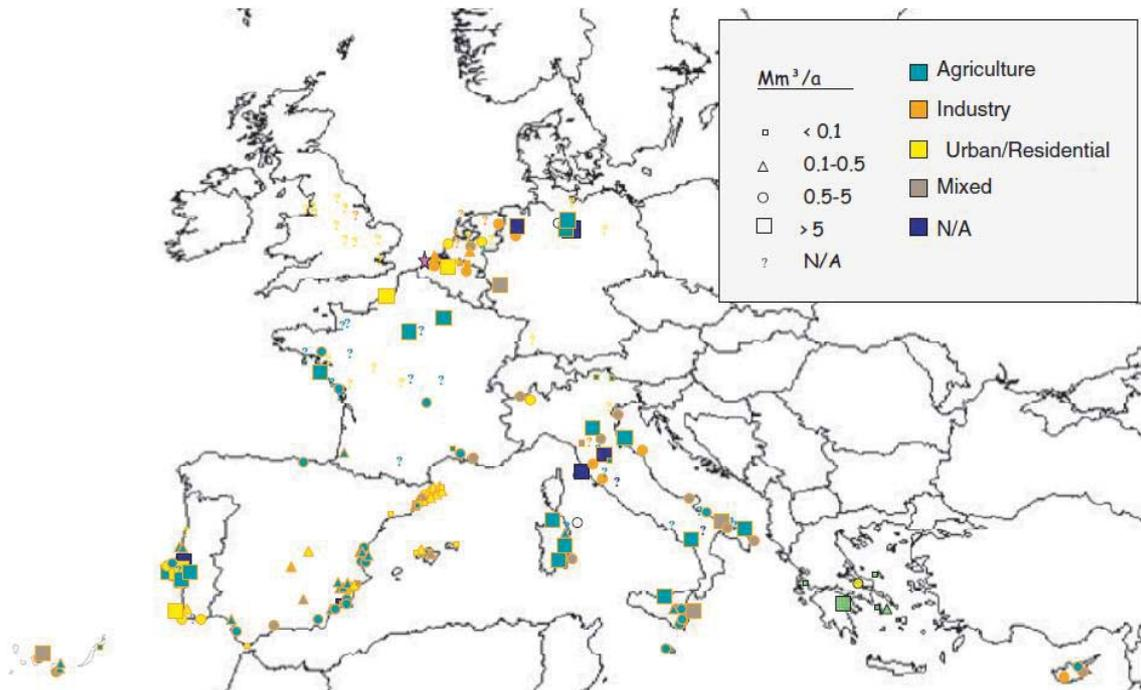 Mm³/a
< 0.1
0.1-0.5
0.5-5
> 5
? N/A
Agriculture
Industry
Urban/Residential
Mixed
N/A